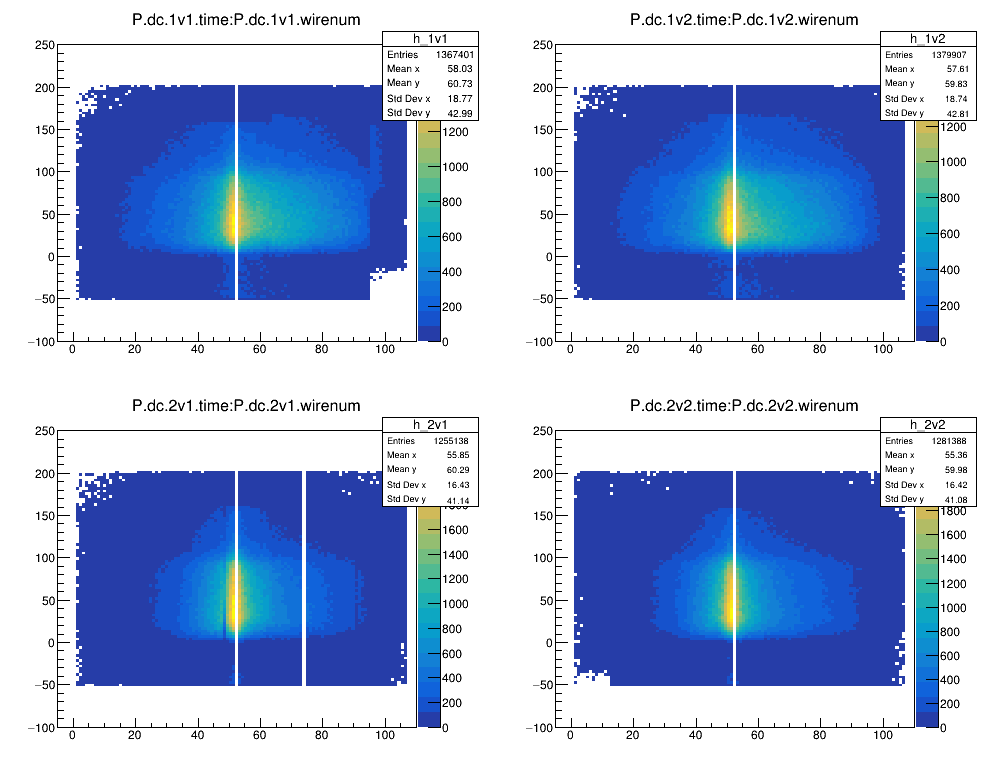 P.dc.1v1.time:P.dc.1v1.wirenum
h_1v1
Entries 1367401
Mean x 58.03
Mean y 60.73
Std Dev x 18.77
Std Dev y 42.99
250
200
150
100
50
0
−50
−100
0 20 40 60 80 100
1200
1000
800
600
400
200
0
P.dc.1v2.time:P.dc.1v2.wirenum
h_1v2
Entries 1379907
Mean x 57.61
Mean y 59.83
Std Dev x 18.74
Std Dev y 42.81
250
200
150
100
50
0
−50
−100
0 20 40 60 80 100
1200
1000
800
600
400
200
0
P.dc.2v1.time:P.dc.2v1.wirenum
h_2v1
Entries 1255138
Mean x 55.85
Mean y 60.29
Std Dev x 16.43
Std Dev y 41.14
250
200
150
100
50
0
−50
−100
0 20 40 60 80 100
1600
1400
1200
1000
800
600
400
200
0
P.dc.2v2.time:P.dc.2v2.wirenum
h_2v2
Entries 1281388
Mean x 55.36
Mean y 59.98
Std Dev x 16.42
Std Dev y 41.08
250
200
150
100
50
0
−50
−100
0 20 40 60 80 100
1800
1600
1400
1200
1000
800
600
400
200
0